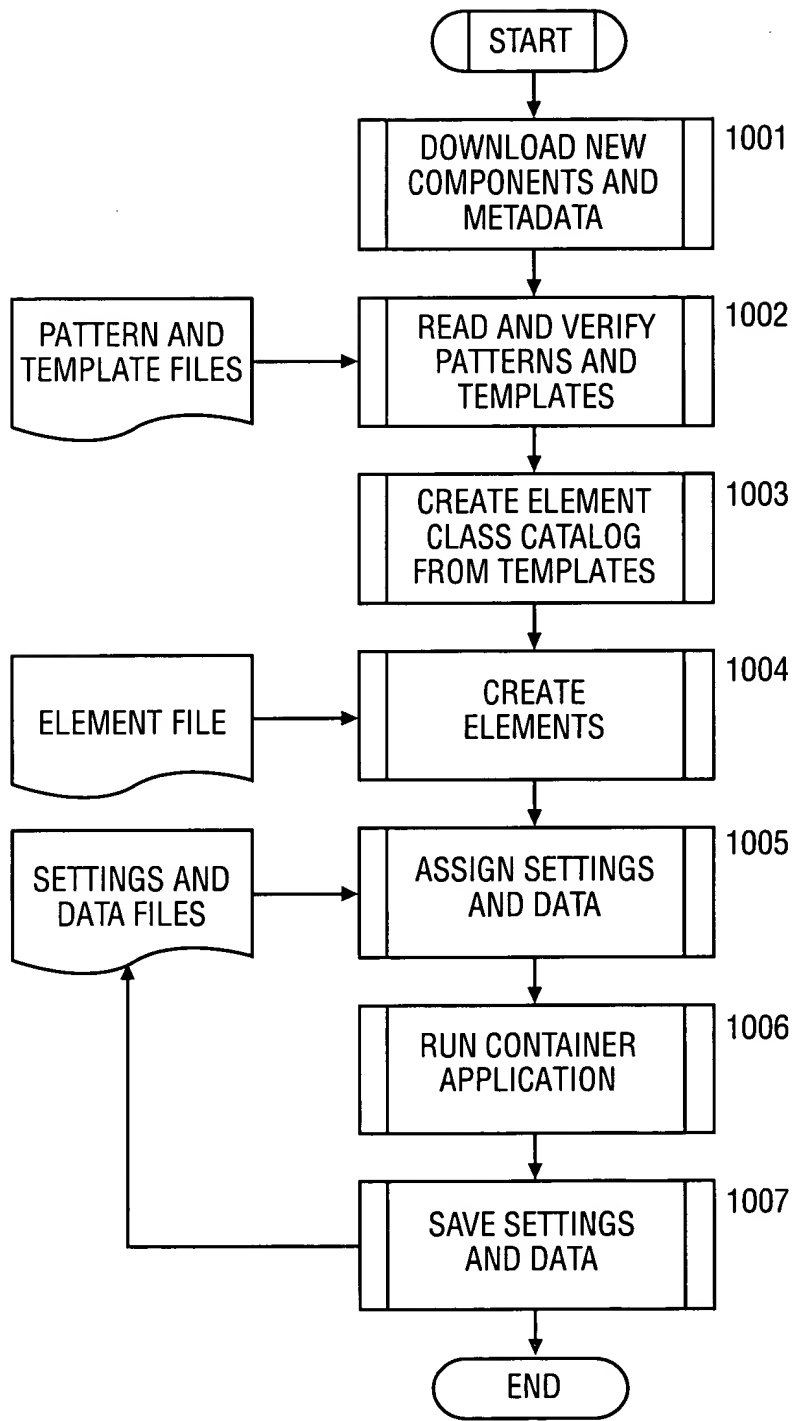 START
DOWNLOAD NEW
COMPONENTS AND
METADATA
1001
PATTERN AND
TEMPLATE FILES
READ AND VERIFY
PATTERNS AND
TEMPLATES
1002
CREATE ELEMENT
CLASS CATALOG
FROM TEMPLATES
1003
ELEMENT FILE
CREATE
ELEMENTS
1004
SETTINGS AND
DATA FILES
ASSIGN SETTINGS
AND DATA
1005
RUN CONTAINER
APPLICATION
1006
SAVE SETTINGS
AND DATA
1007
END